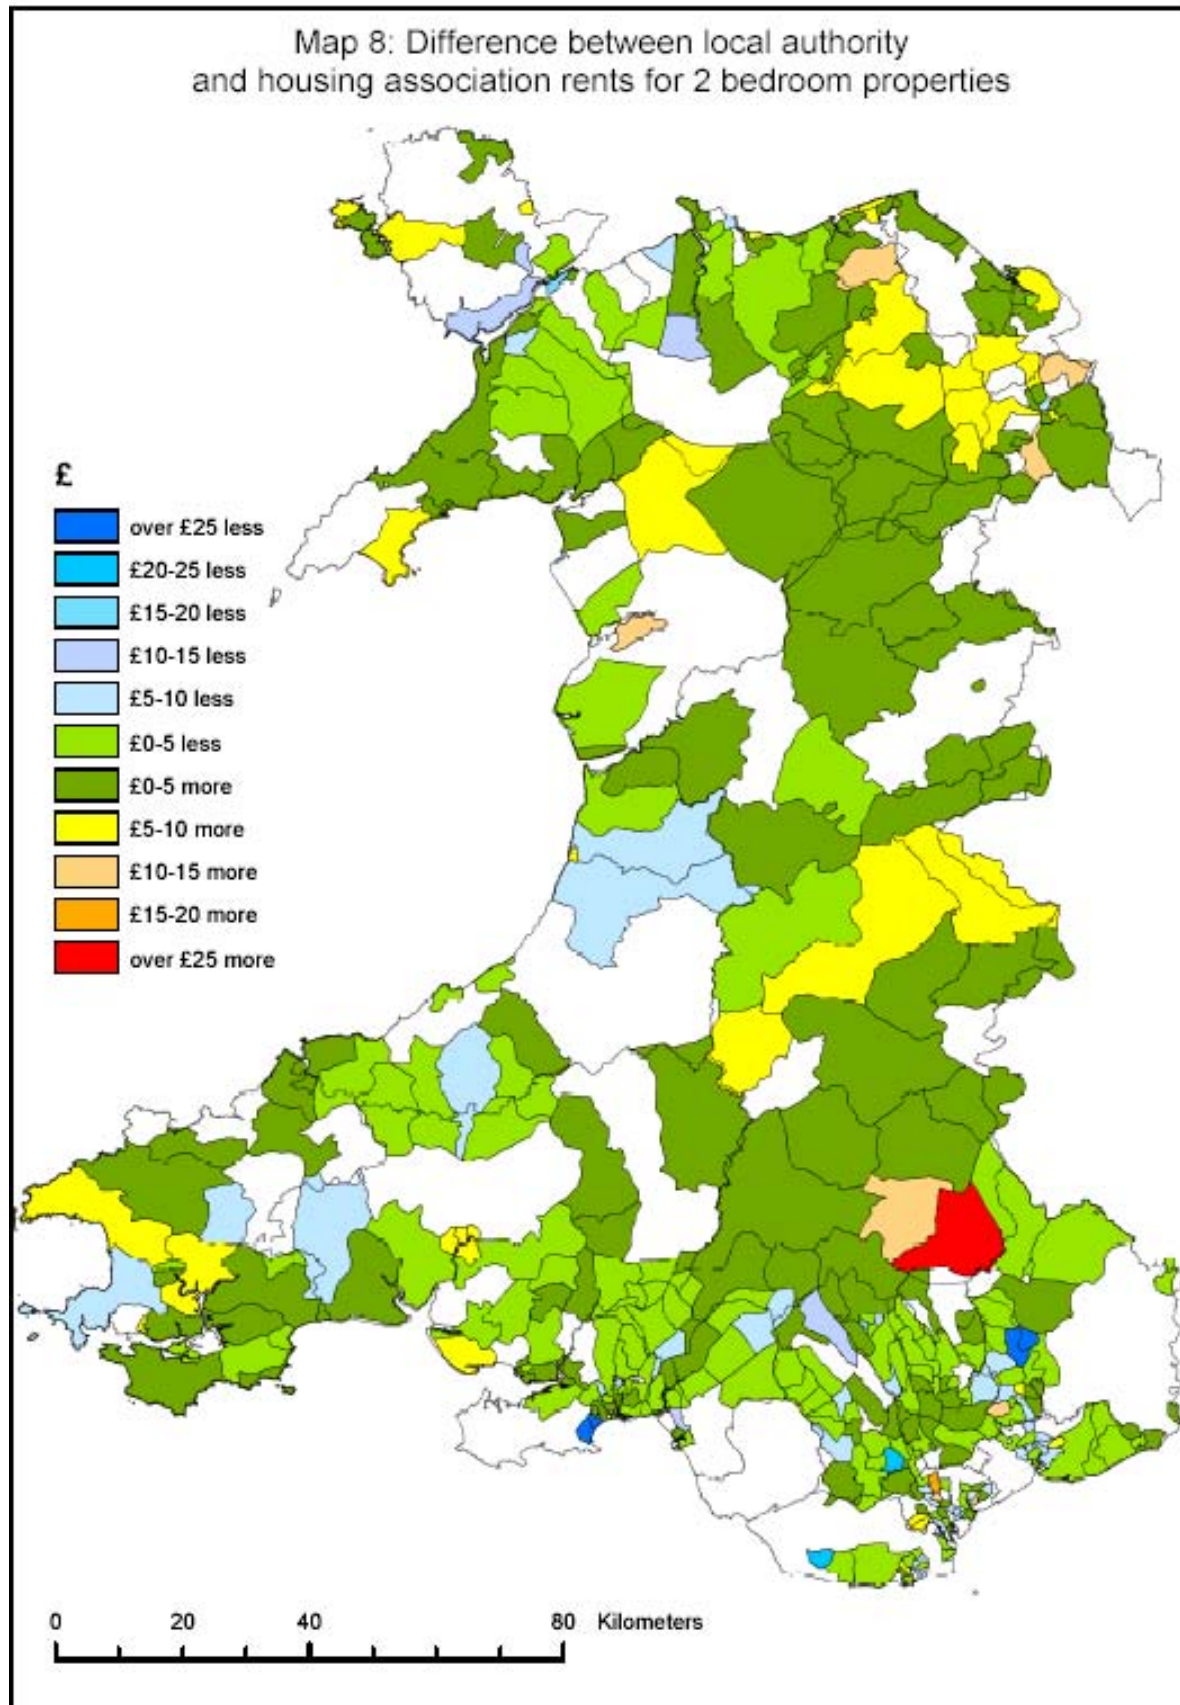 Map 8: Difference between local authority
and housing association rents for 2 bedroom properties
£
over £25 less
£20-25 less
£15-20 less
£10-15 less
£5-10 less
£0-5 less
£0-5 more
£5-10 more
£10-15 more
£15-20 more
over £25 more
0 20 40 80 Kilometers